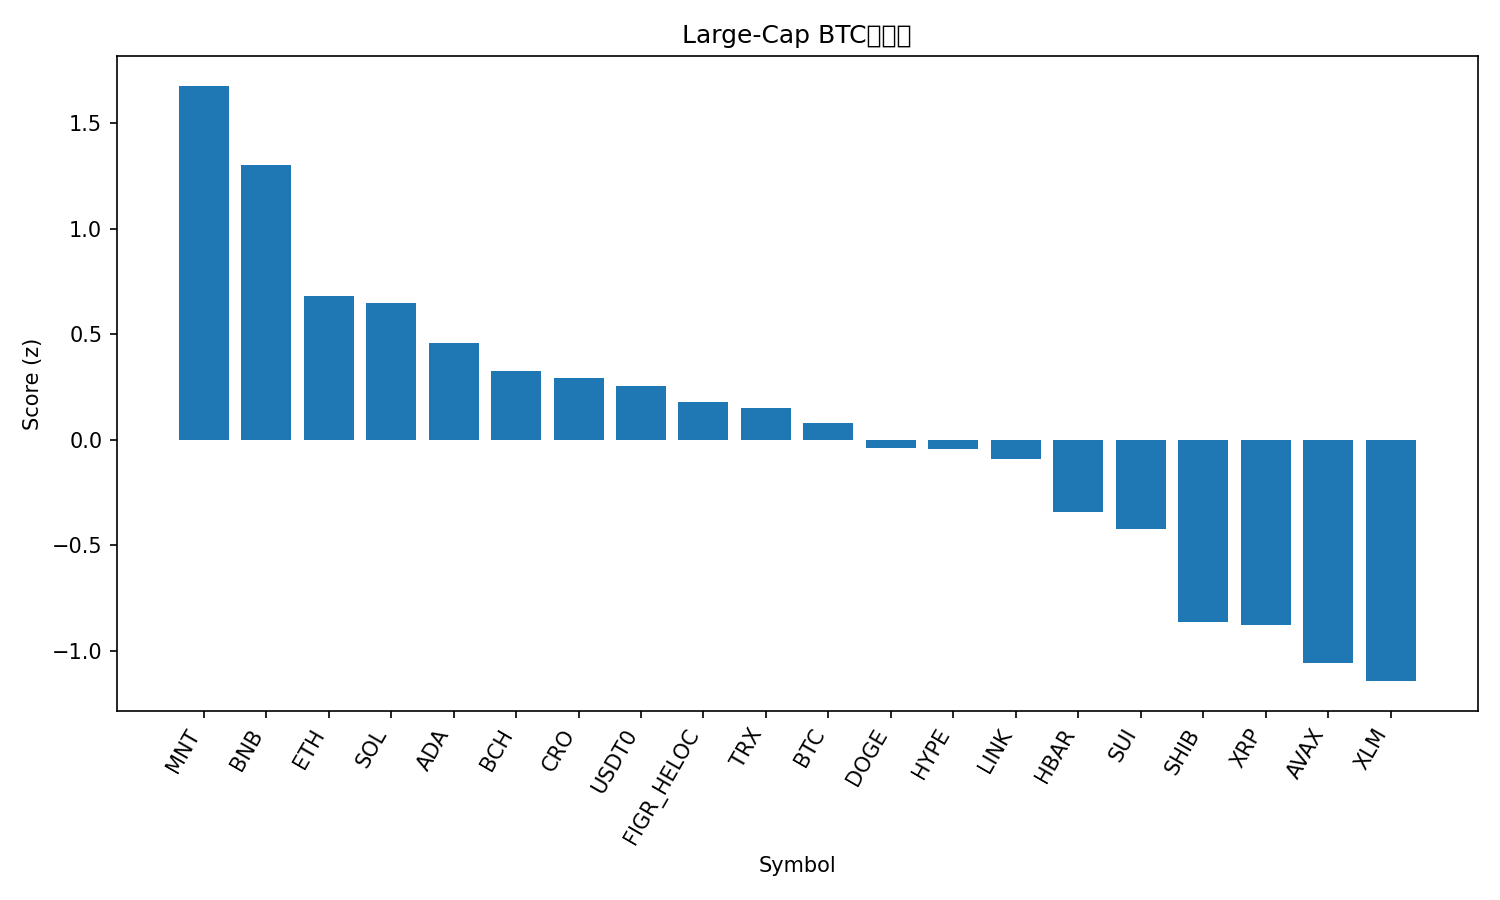 Large-Cap BTC
Score (z)
1.5
1.0
0.5
0.0
−0.5
−1.0
MNT
BNB
ETH
SOL
ADA
BCH
CRO
USDT0
FIGR_HELOC
TRX
BTC
DOGE
HYPE
LINK
HBAR
SUI
SHIB
XRP
AVAX
XLM
Symbol